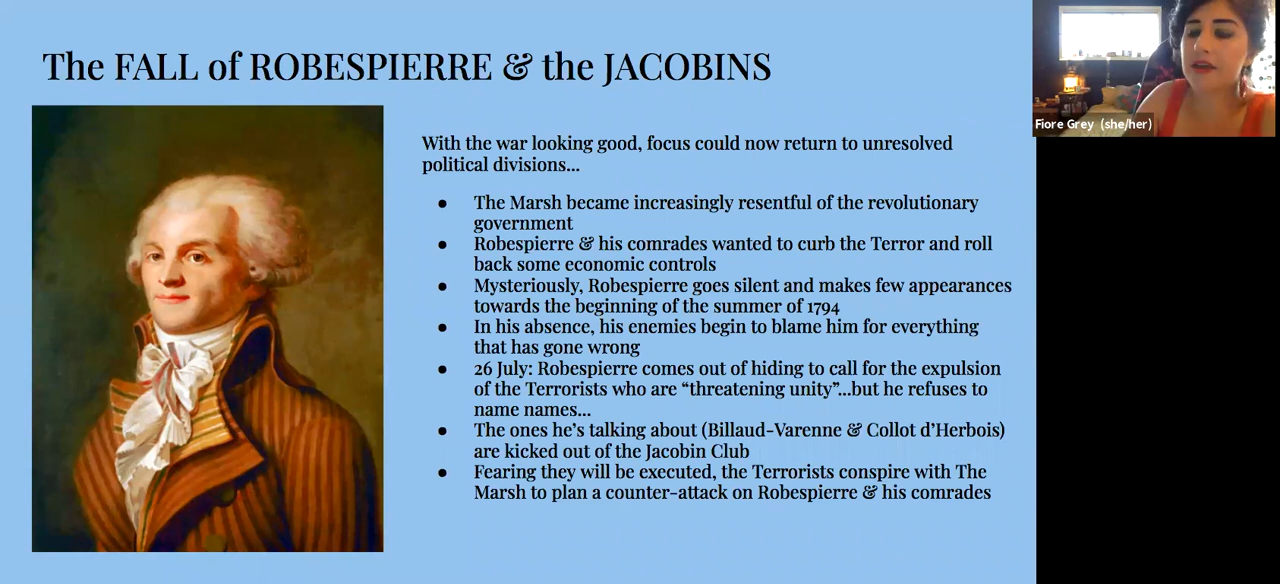 The FALL of ROBESPIERRE & the JACOBINS
Fiore Grey (she/her)
With the war looking good, focus could now return to unresolved
political divisions...
● The Marsh became increasingly resentful of the revolutionary
government
● Robespierre & his comrades wanted to curb the Terror and roll
back some economic controls
● Mysteriously, Robespierre goes silent and makes few appearances
towards the beginning of the summer of 1794
● In his absence, his enemies begin to blame him for everything
that has gone wrong
● 26 July: Robespierre comes out of hiding to call for the expulsion
of the Terrorists who are “threatening unity”...but he refuses to
name names...
● The ones he’s talking about (Billaud-Varenne & Collot d’Herbois)
are kicked out of the Jacobin Club
● Fearing they will be executed, the Terrorists conspire with The
Marsh to plan a counter-attack on Robespierre & his comrades